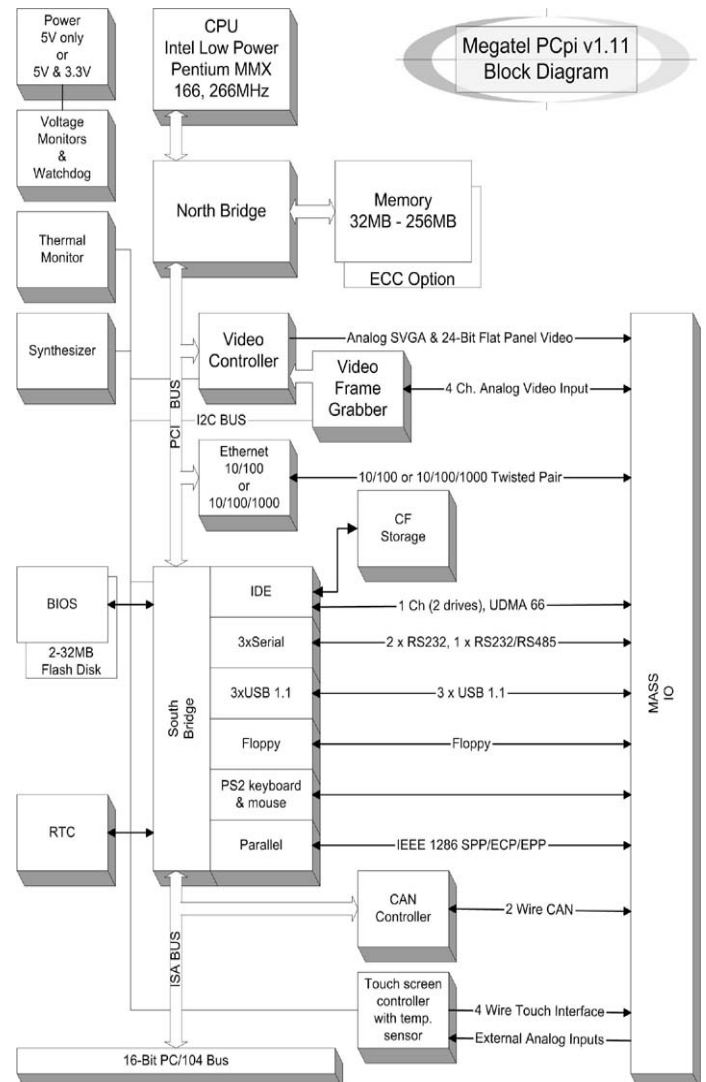 Power
5V only
or
5V & 3.3V
CPU
Intel Low Power
Pentium MMX
166, 266MHz
Megatel PCpi v1.11
Block Diagram
Voltage
Monitors
&
Watchdog
North Bridge
Memory
32MB - 256MB
ECC Option
Thermal
Monitor
Synthesizer
Video
Controller
Analog SVGA & 24-Bit Flat Panel Video
Video
Frame
Grabber
4 Ch. Analog Video Input
PCI BUS
I2C BUS
Ethernet
10/100
or
10/100/1000
10/100 or 10/100/1000 Twisted Pair
CF
Storage
BIOS
2-32MB
Flash Disk
South
Bridge
IDE
1 Ch (2 drives), UDMA 66
3xSerial
2 x RS232, 1 x RS232/RS485
3xUSB 1.1
3 x USB 1.1
MASS
IO
Floppy
Floppy
PS2 keyboard
& mouse
RTC
Parallel
IEEE 1286 SPP/ECP/EPP
CAN
Controller
2 Wire CAN
ISA BUS
Touch screen
controller
with temp.
sensor
4 Wire Touch Interface
External Analog Inputs
16-Bit PC/104 Bus